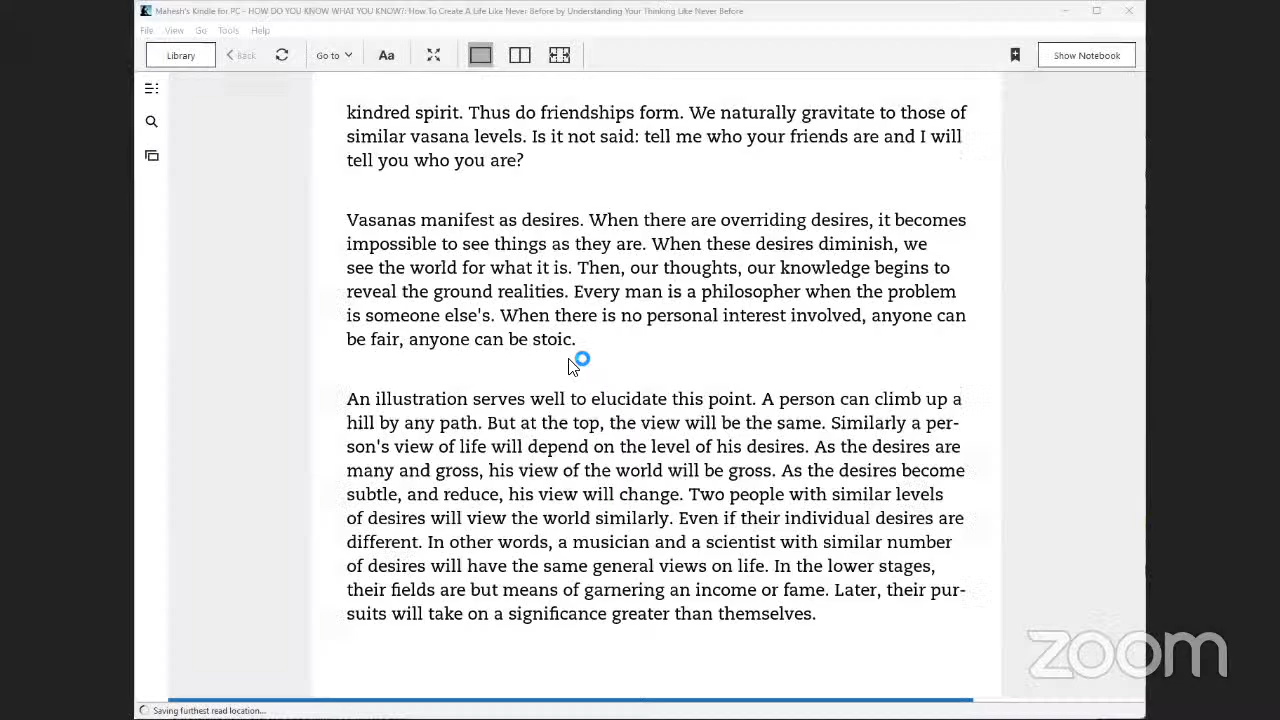 Mahesh's Kindle for PC - HOW DO YOU KNOW WHAT YOU KNOW?: How To Create A Life Like Never Before by Understanding Your Thinking Like Never Before
File View Go Tools Help
Library Back Go to Aa Show Notebook
kindred spirit. Thus do friendships form. We naturally gravitate to those of
similar vasana levels. Is it not said: tell me who your friends are and I will
tell you who you are?
Vasanas manifest as desires. When there are overriding desires, it becomes
impossible to see things as they are. When these desires diminish, we
see the world for what it is. Then, our thoughts, our knowledge begins to
reveal the ground realities. Every man is a philosopher when the problem
is someone else's. When there is no personal interest involved, anyone can
be fair, anyone can be stoic.
An illustration serves well to elucidate this point. A person can climb up a
hill by any path. But at the top, the view will be the same. Similarly a per-
son's view of life will depend on the level of his desires. As the desires are
many and gross, his view of the world will be gross. As the desires become
subtle, and reduce, his view will change. Two people with similar levels
of desires will view the world similarly. Even if their individual desires are
different. In other words, a musician and a scientist with similar number
of desires will have the same general views on life. In the lower stages,
their fields are but means of garnering an income or fame. Later, their pur-
suits will take on a significance greater than themselves.
zoom
Saving furthest read location...